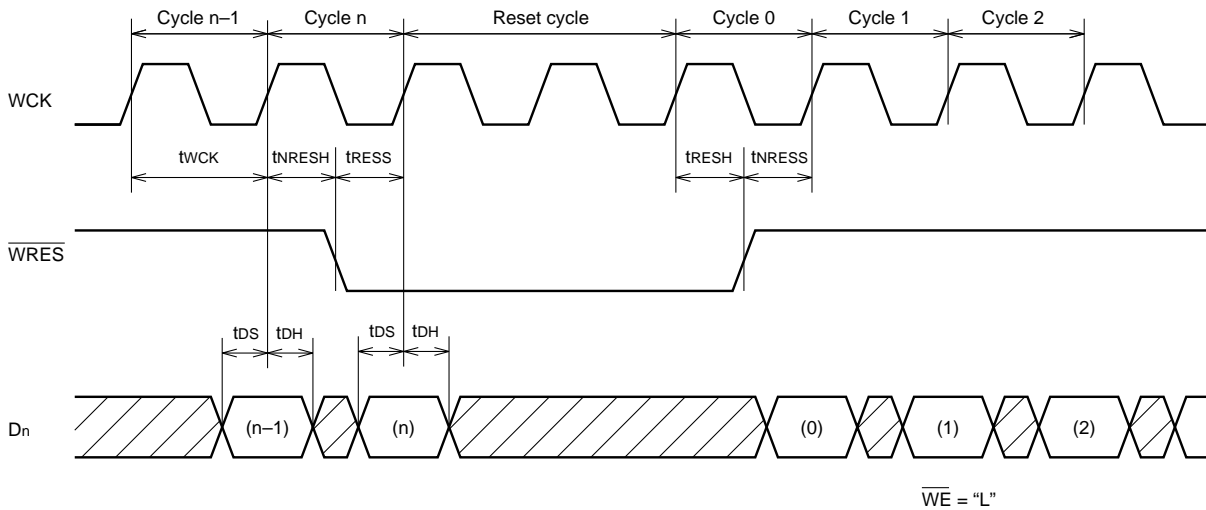 Cycle n–1 Cycle n Reset cycle Cycle 0 Cycle 1 Cycle 2
WCK
tWCK tNRESH tRESS tRESH tNRESS
WRES
tDS tDH tDS tDH
Dn (n–1) (n) (0) (1) (2)
WE = “L”